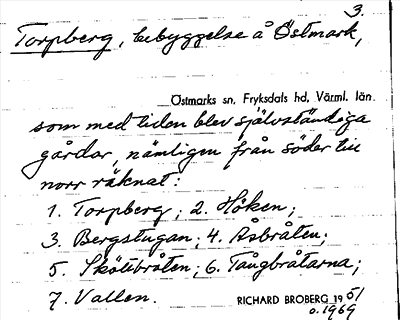 3.
Torpberg, bebyggelse å Östmark,
Östmarks sn, Fryksdals hd, Värml. län.
som med tiden blev självständiga
gårdar, nämligen från söder till
norr räknat:
1. Torpberg; 2. Höken;
3. Bergstugan; 4. Åsbråten;
5. Sköttbråten; 6. Tångbråtarna;
7. Vallen.
RICHARD BROBERG 1951
o. 1969